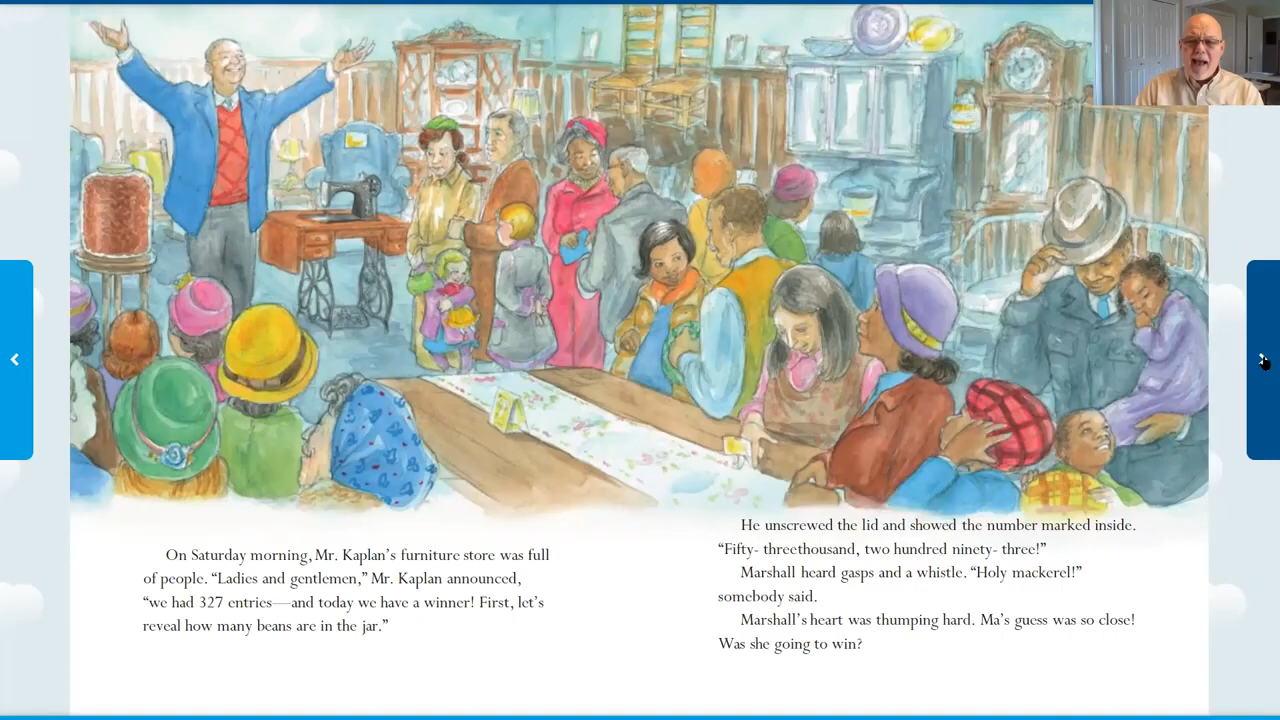 On Saturday morning, Mr. Kaplan’s furniture store was full
of people. “Ladies and gentlemen,” Mr. Kaplan announced,
“we had 327 entries—and today we have a winner! First, let’s
reveal how many beans are in the jar.”
He unscrewed the lid and showed the number marked inside.
“Fifty- threethousand, two hundred ninety- three!”
Marshall heard gasps and a whistle. “Holy mackerel!”
somebody said.
Marshall’s heart was thumping hard. Ma’s guess was so close!
Was she going to win?